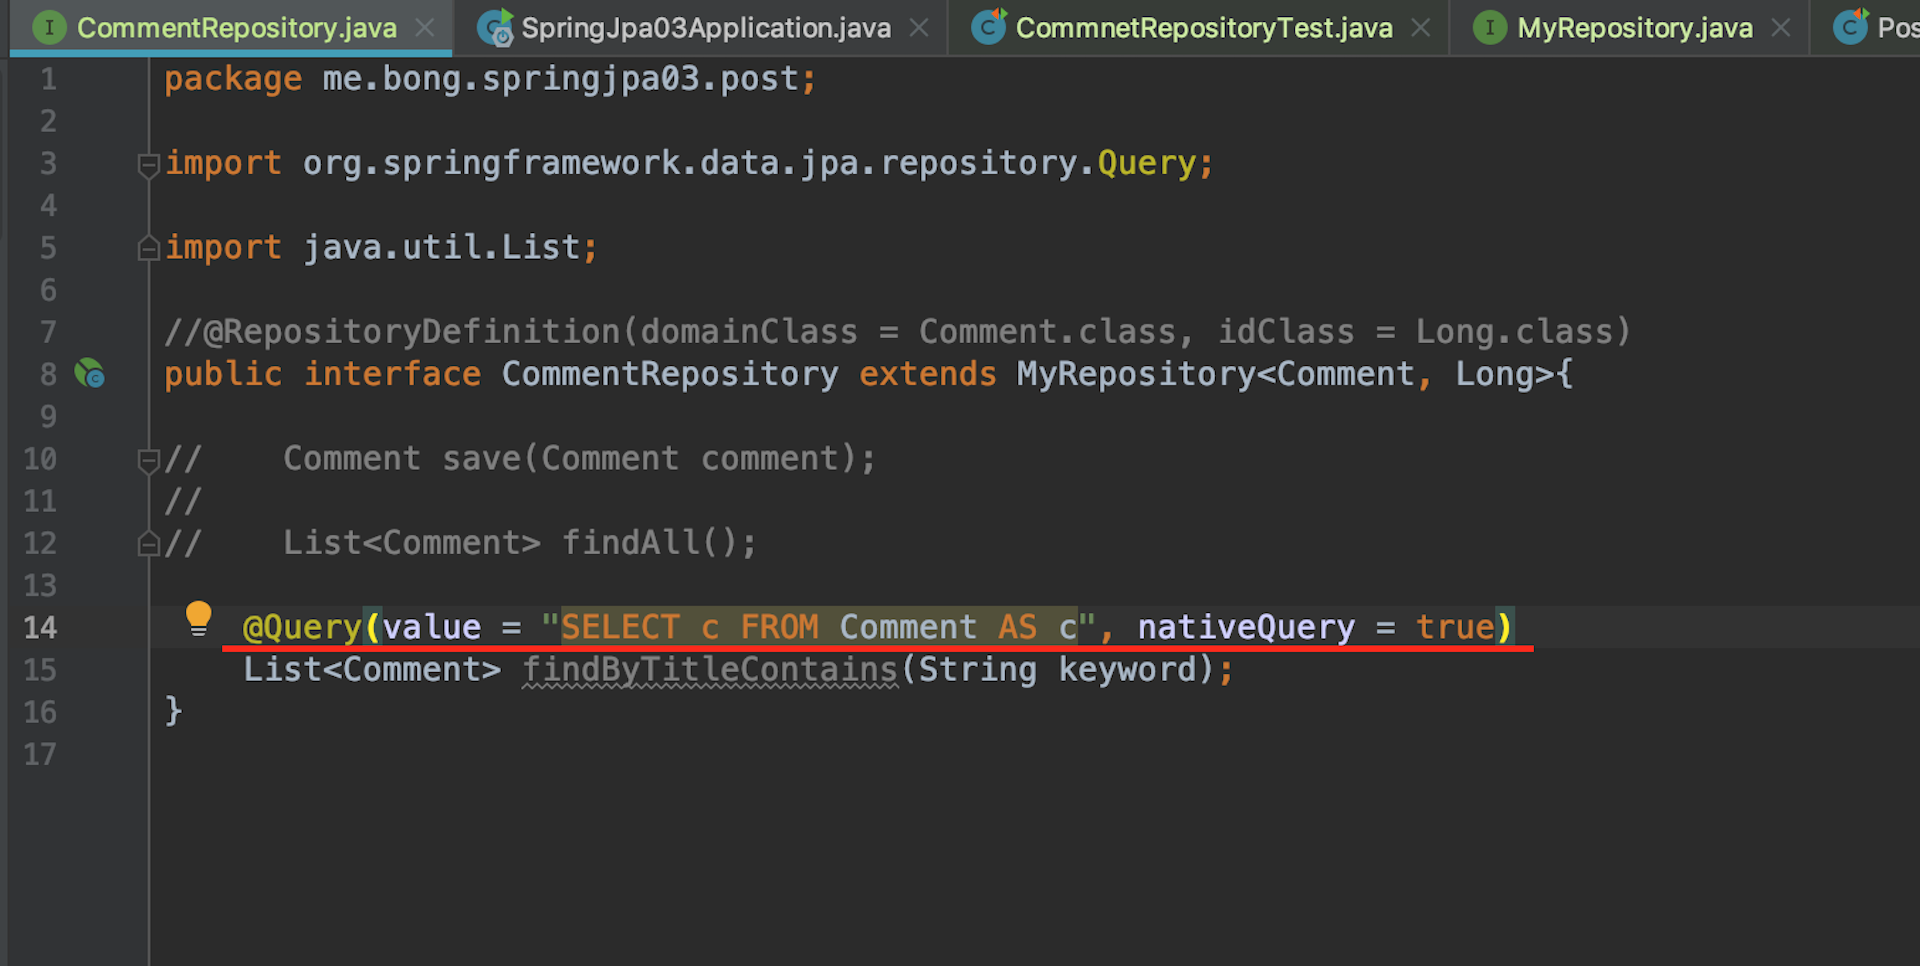 CommentRepository.java SpringJpa03Application.java CommnetRepositoryTest.java MyRepository.java Pos
1 package me.bong.springjpa03.post;
2
3 import org.springframework.data.jpa.repository.Query;
4
5 import java.util.List;
6
7 //@RepositoryDefinition(domainClass = Comment.class, idClass = Long.class)
8 public interface CommentRepository extends MyRepository<Comment, Long>{
9
10 //    Comment save(Comment comment);
11 //
12 //    List<Comment> findAll();
13
14     @Query(value = "SELECT c FROM Comment AS c", nativeQuery = true)
15     List<Comment> findByTitleContains(String keyword);
16 }
17